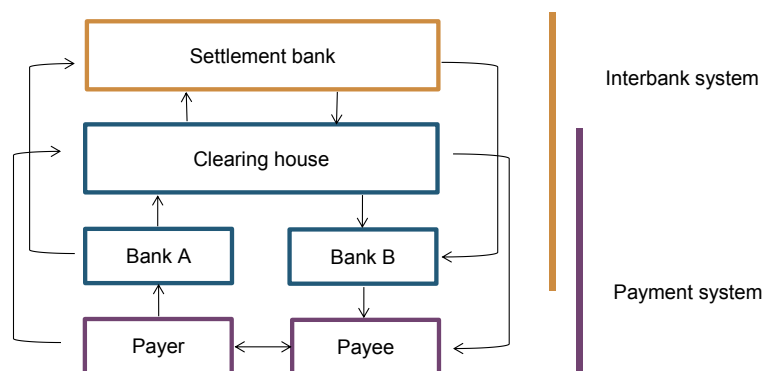 Settlement bank
Interbank system
Clearing house
Bank A
Bank B
Payment system
Payer
Payee